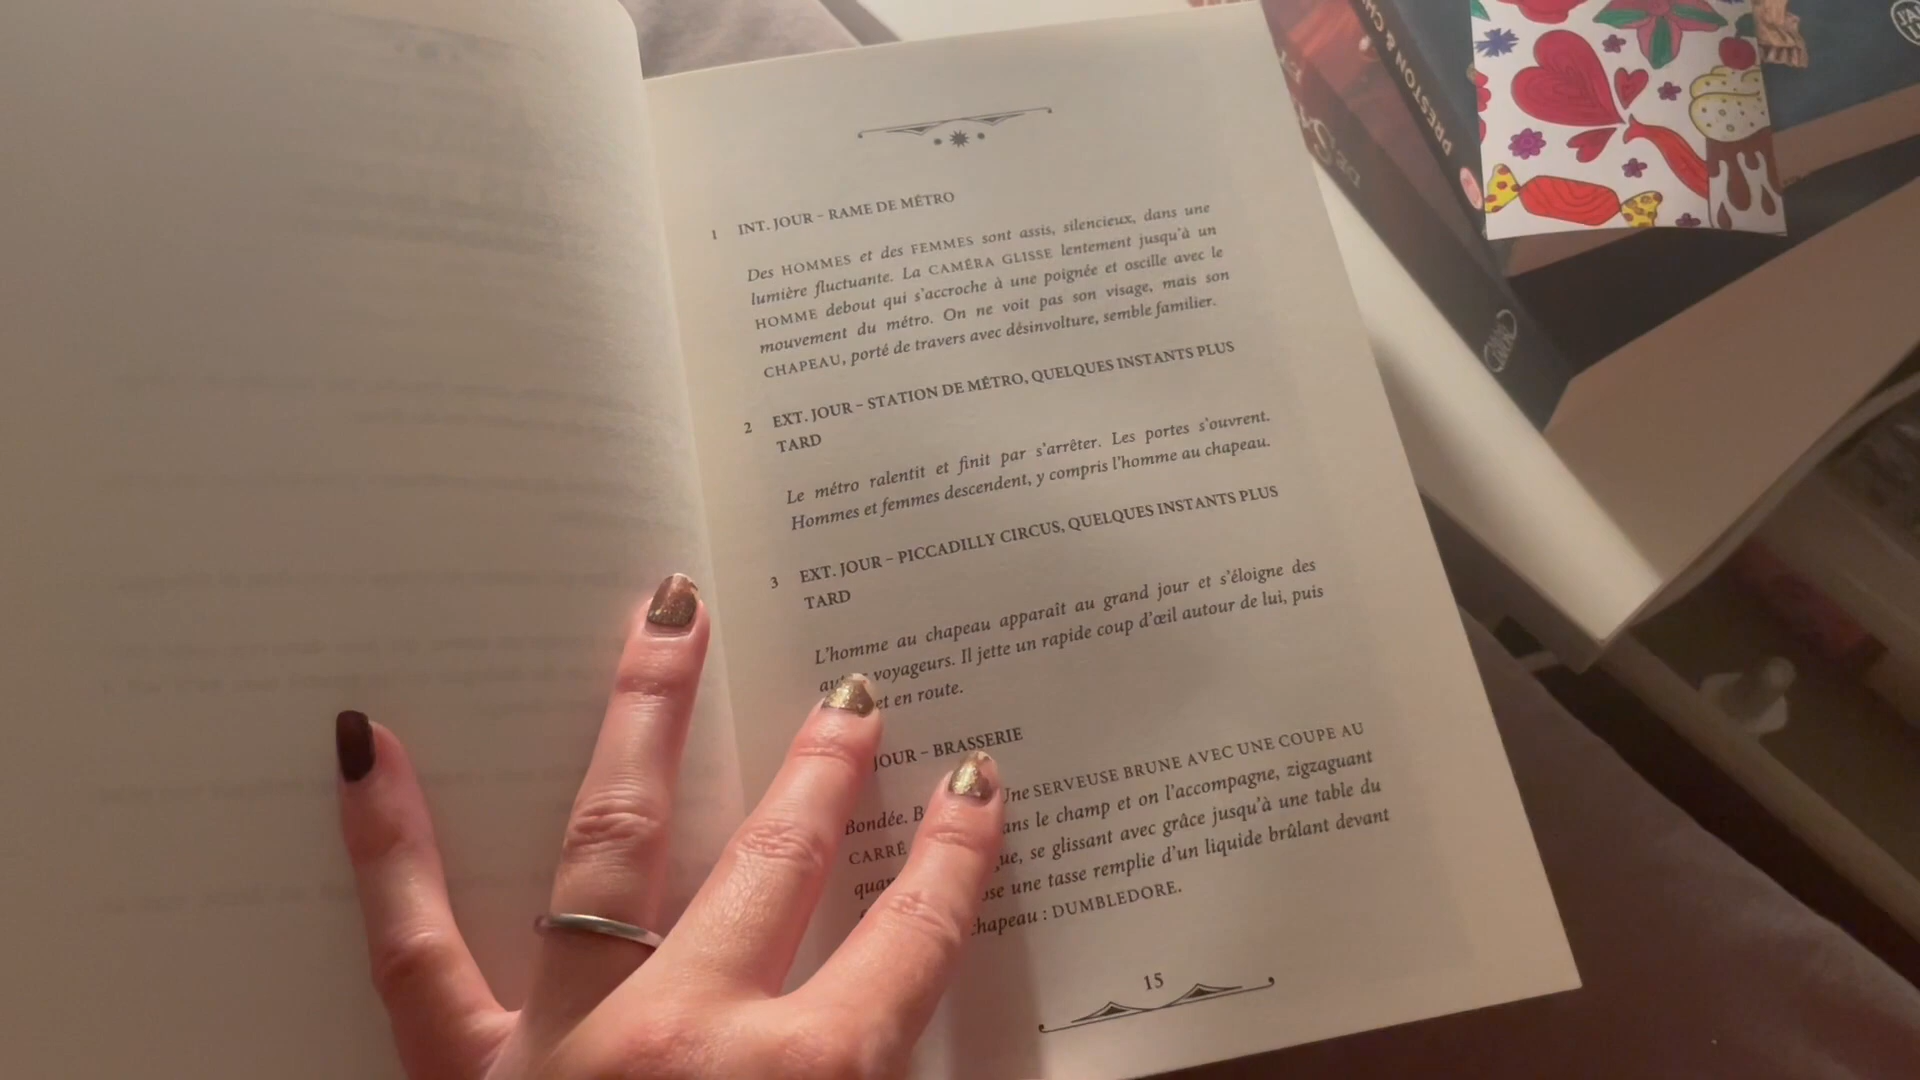 1 INT. JOUR – RAME DE MÉTRO
Des HOMMES et des FEMMES sont assis, silencieux, dans une
lumière fluctuante. La CAMÉRA GLISSE lentement jusqu'à un
HOMME debout qui s'accroche à une poignée et oscille avec le
mouvement du métro. On ne voit pas son visage, mais son
CHAPEAU, porté de travers avec désinvolture, semble familier.
2 EXT. JOUR – STATION DE MÉTRO, QUELQUES INSTANTS PLUS
TARD
Le métro ralentit et finit par s'arrêter. Les portes s'ouvrent.
Hommes et femmes descendent, y compris l'homme au chapeau.
3 EXT. JOUR – PICCADILLY CIRCUS, QUELQUES INSTANTS PLUS
TARD
L'homme au chapeau apparaît au grand jour et s'éloigne des
voyageurs. Il jette un rapide coup d'œil autour de lui, puis
et en route.
JOUR – BRASSERIE
Bondée. Une SERVEUSE BRUNE AVEC UNE COUPE AU
CARRÉ dans le champ et on l'accompagne, zigzaguant
se glissant avec grâce jusqu'à une table du
une tasse remplie d'un liquide brûlant devant
chapeau : DUMBLEDORE.
15
PRESTON & CH